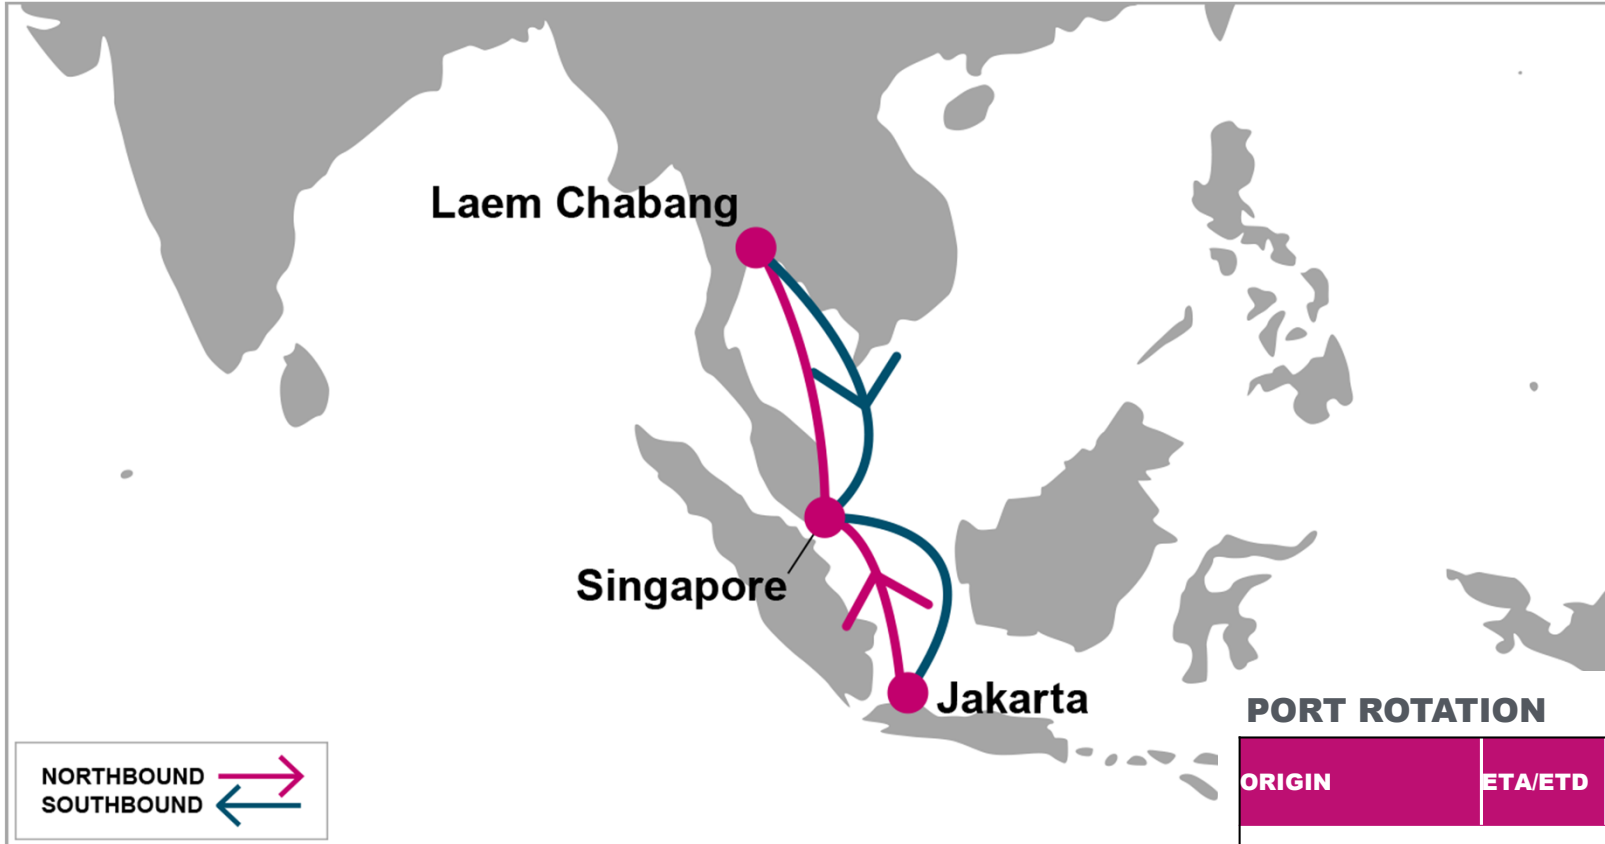 Laem Chabang
Singapore
Jakarta
PORT ROTATION
ORIGIN ETA/ETD
NORTHBOUND
SOUTHBOUND